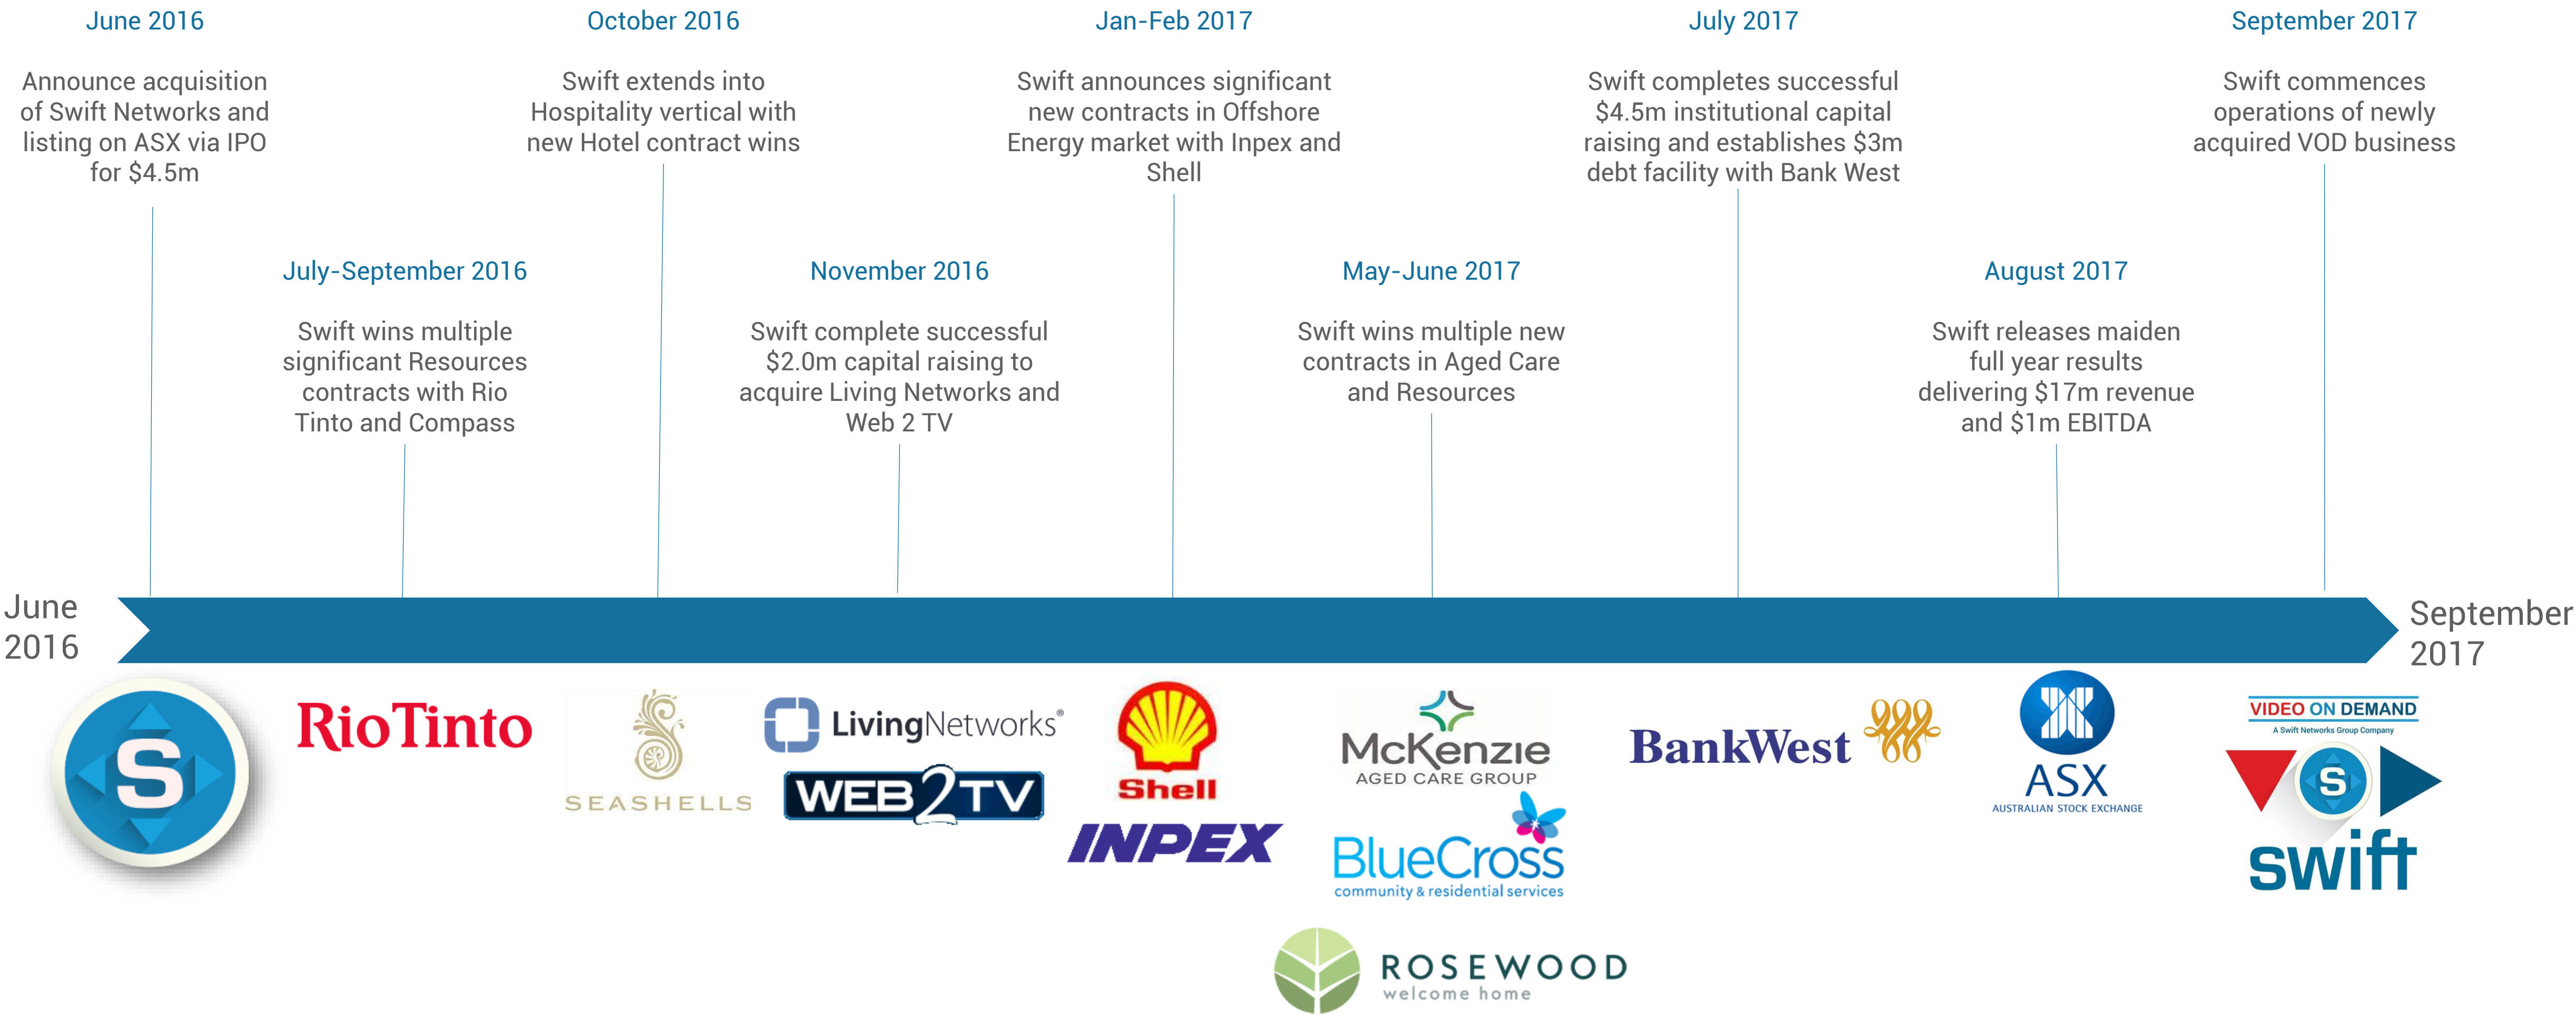 June 2016
Announce acquisition
of Swift Networks and
listing on ASX via IPO
for $4.5m
July-September 2016
Swift wins multiple
significant Resources
contracts with Rio
Tinto and Compass
October 2016
Swift extends into
Hospitality vertical with
new Hotel contract wins
November 2016
Swift complete successful
$2.0m capital raising to
acquire Living Networks and
Web 2 TV
Jan-Feb 2017
Swift announces significant
new contracts in Offshore
Energy market with Inpex and
Shell
May-June 2017
Swift wins multiple new
contracts in Aged Care
and Resources
July 2017
Swift completes successful
$4.5m institutional capital
raising and establishes $3m
debt facility with Bank West
August 2017
Swift releases maiden
full year results
delivering $17m revenue
and $1m EBITDA
September 2017
Swift commences
operations of newly
acquired VOD business
June
2016
September
2017
S
RioTinto
SEASHELLS
LivingNetworks®
WEB2TV
Shell
INPEX
McKenzie
AGED CARE GROUP
BlueCross
community & residential services
ROSEWOOD
welcome home
BankWest
ASX
AUSTRALIAN STOCK EXCHANGE
VIDEO ON DEMAND
A Swift Networks Group Company
S
swift